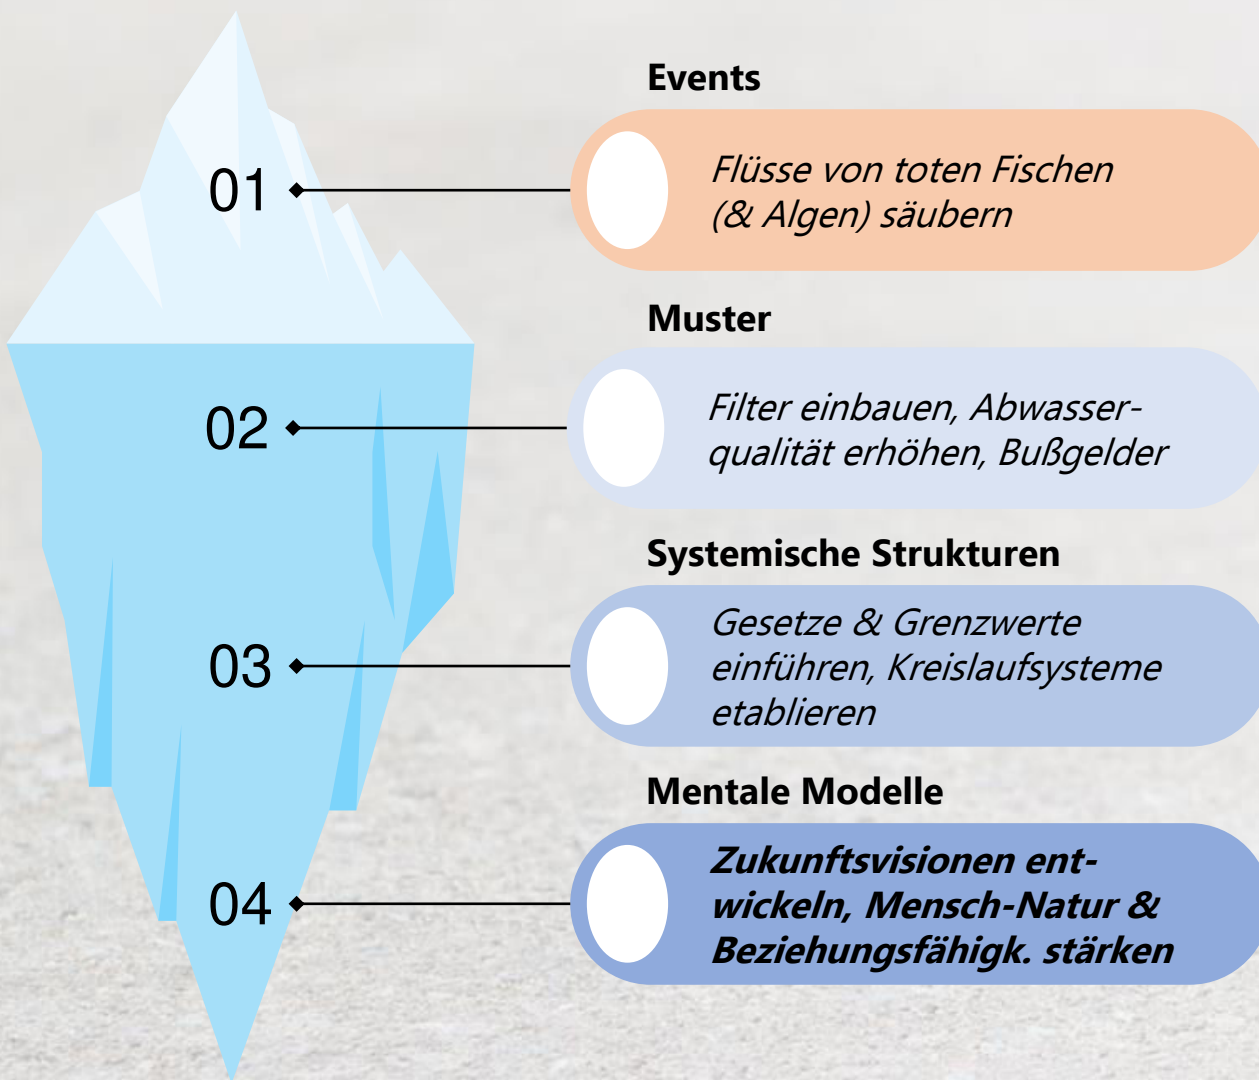 Events
01
Flüsse von toten Fischen
(& Algen) säubern
Muster
02
Filter einbauen, Abwasser-
qualität erhöhen, Bußgelder
Systemische Strukturen
03
Gesetze & Grenzwerte
einführen, Kreislaufsysteme
etablieren
Mentale Modelle
04
Zukunftsvisionen ent-
wickeln, Mensch-Natur &
Beziehungsfähigk. stärken